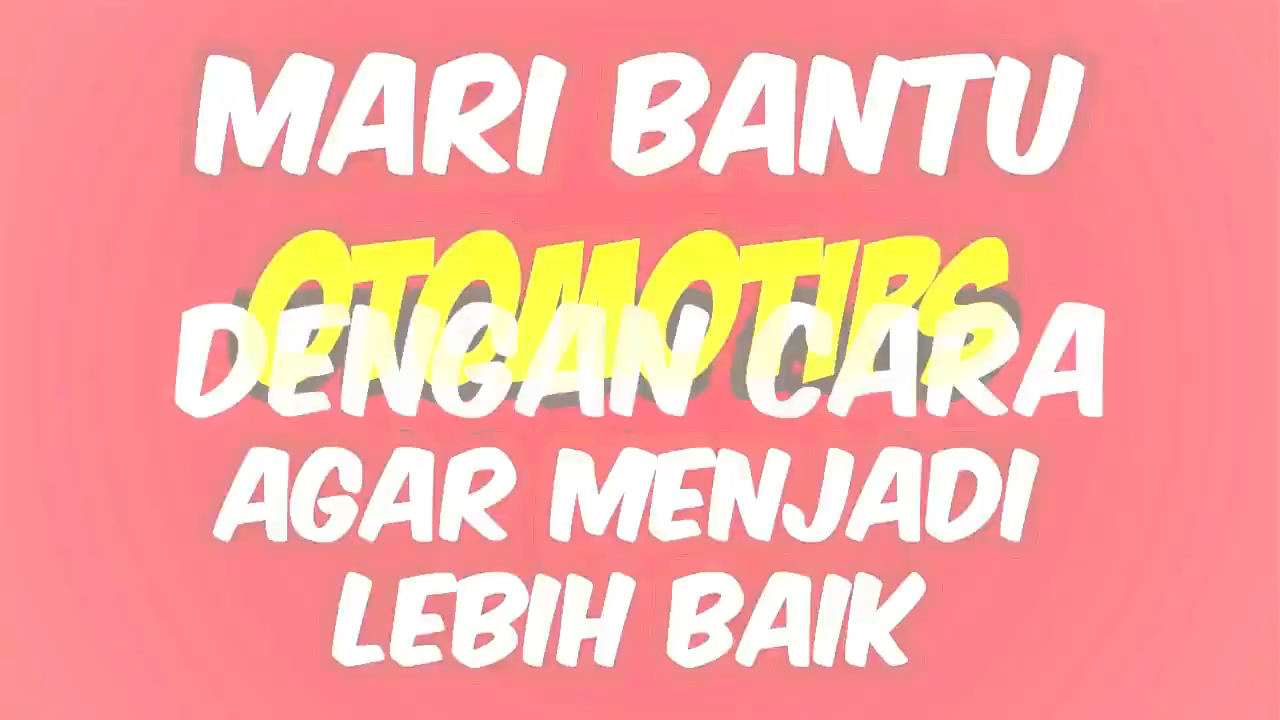 MARI BANTU
OTOMOTIPS
DENGAN CARA
AGAR MENJADI
LEBIH BAIK